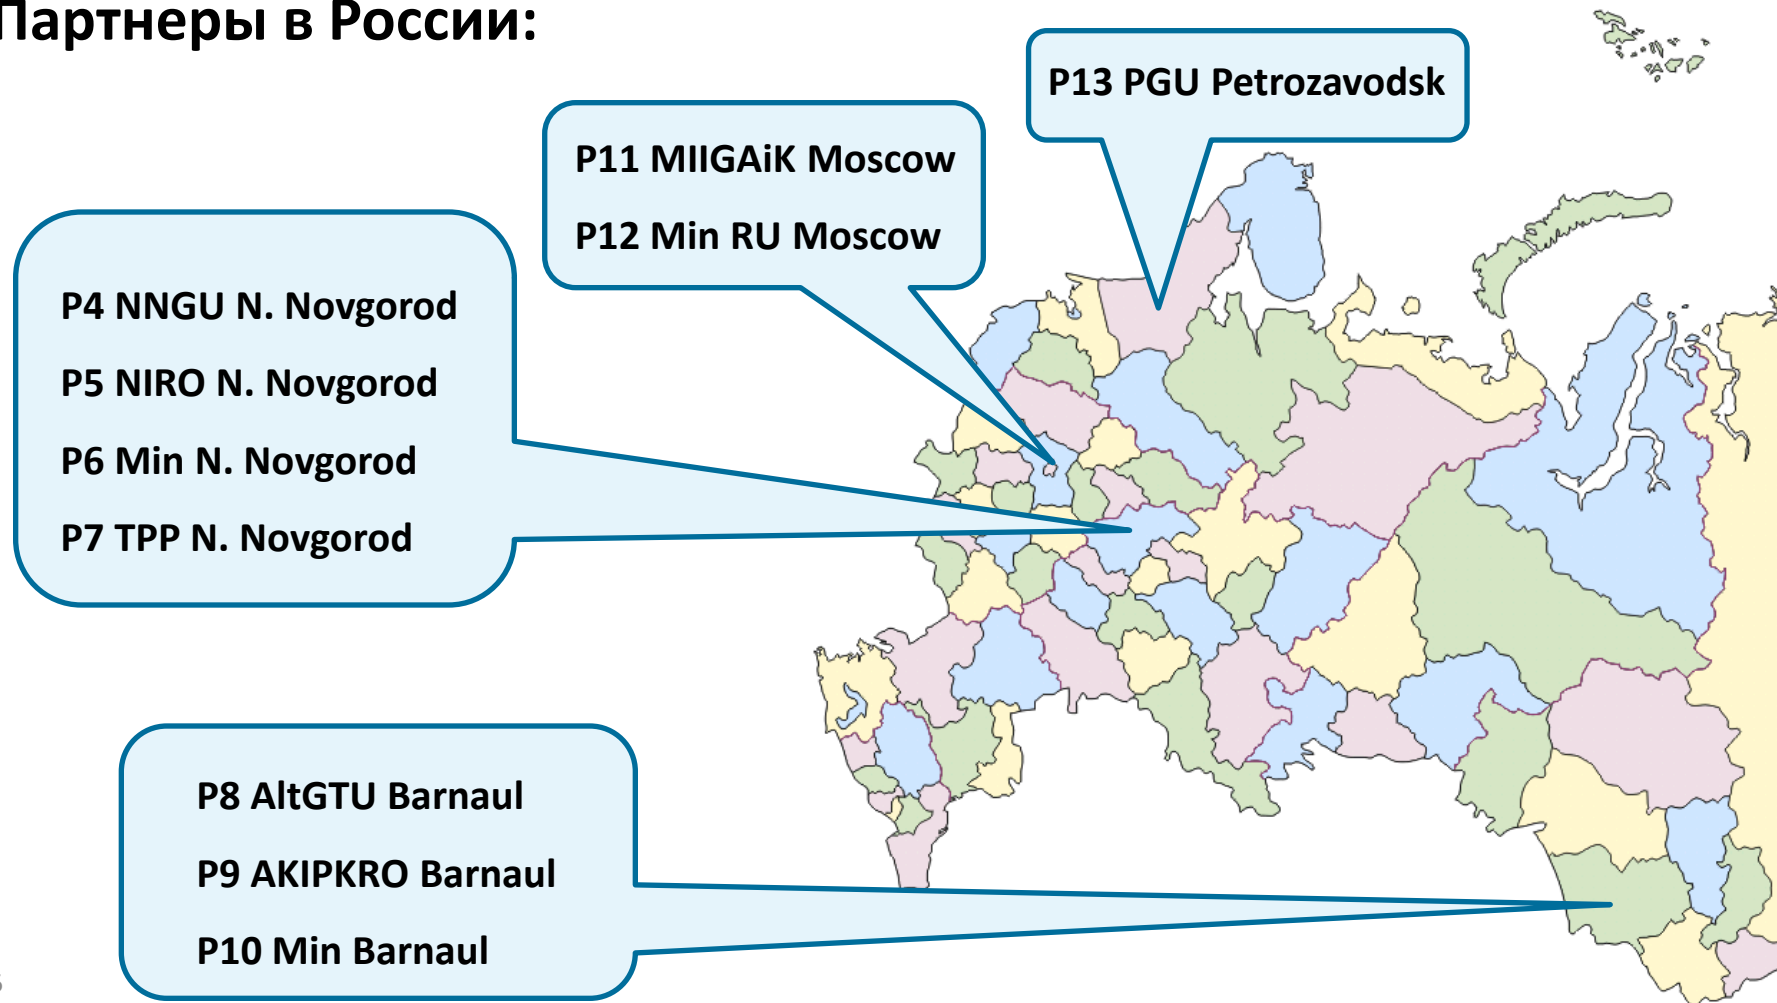 Партнеры в России:
P13 PGU Petrozavodsk
P11 MIIGAiK Moscow
P12 Min RU Moscow
P4 NNGU N. Novgorod
P5 NIRO N. Novgorod
P6 Min N. Novgorod
P7 TPP N. Novgorod
P8 AltGTU Barnaul
P9 AKIPKRO Barnaul
P10 Min Barnaul